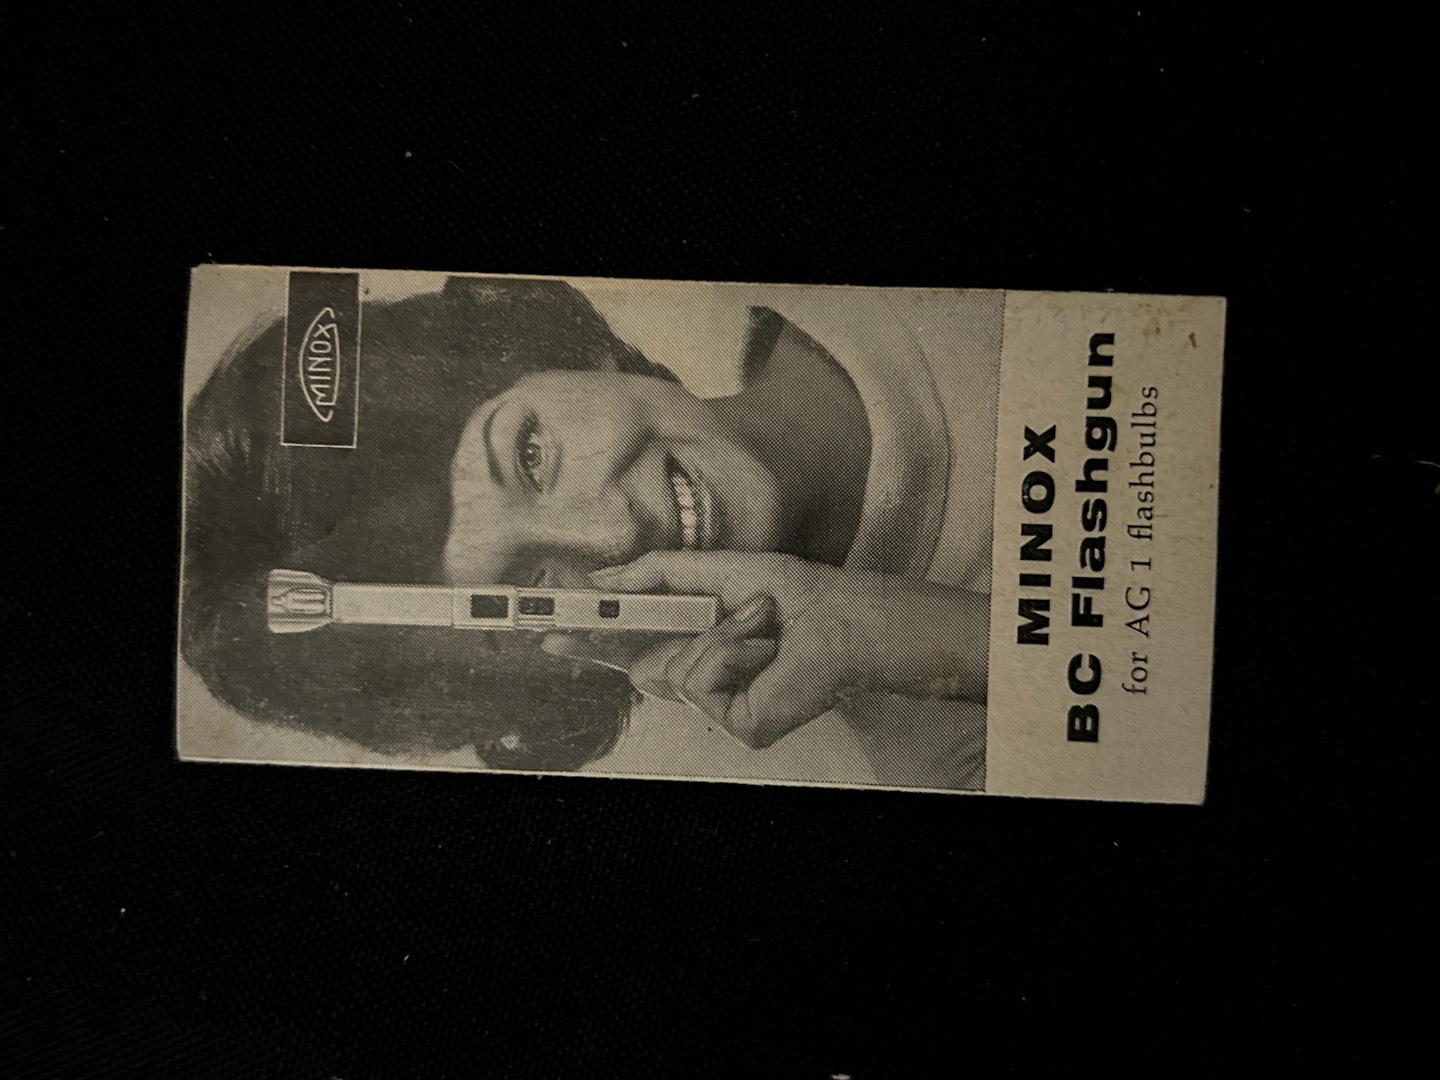 MINOX
MINOX
BC Flashgun
for AG 1 flashbulbs